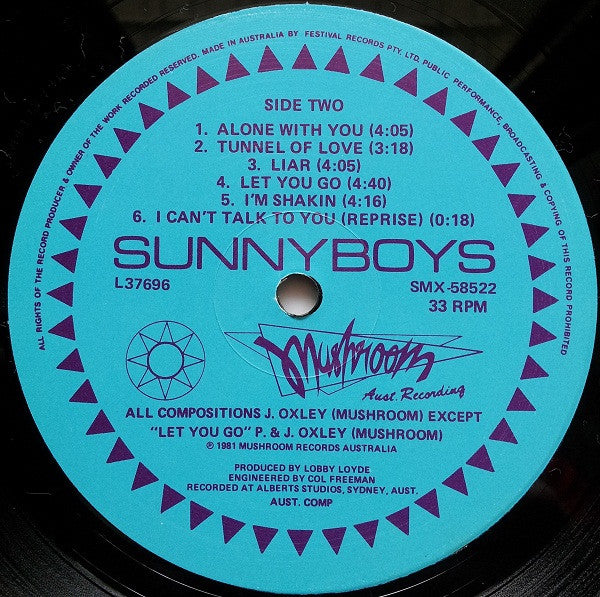 ALL RIGHTS OF THE RECORD PRODUCER & OWNER OF THE WORK RECORDED RESERVED. MADE IN AUSTRALIA BY FESTIVAL RECORDS PTY. LTD. PUBLIC PERFORMANCE, BROADCASTING & COPYING OF THIS RECORD PROHIBITED
SIDE TWO
1. ALONE WITH YOU (4:05)
2. TUNNEL OF LOVE (3:18)
3. LIAR (4:05)
4. LET YOU GO (4:40)
5. I'M SHAKIN (4:16)
6. I CAN'T TALK TO YOU (REPRISE) (0:18)
SUNNYBOYS
L37696 SMX-58522
33 RPM
Mushroom
Aust. Recording
ALL COMPOSITIONS J. OXLEY (MUSHROOM) EXCEPT
"LET YOU GO" P. & J. OXLEY (MUSHROOM)
℗ 1981 MUSHROOM RECORDS AUSTRALIA
PRODUCED BY LOBBY LOYDE
ENGINEERED BY COL FREEMAN
RECORDED AT ALBERTS STUDIOS, SYDNEY, AUST.
AUST. COMP